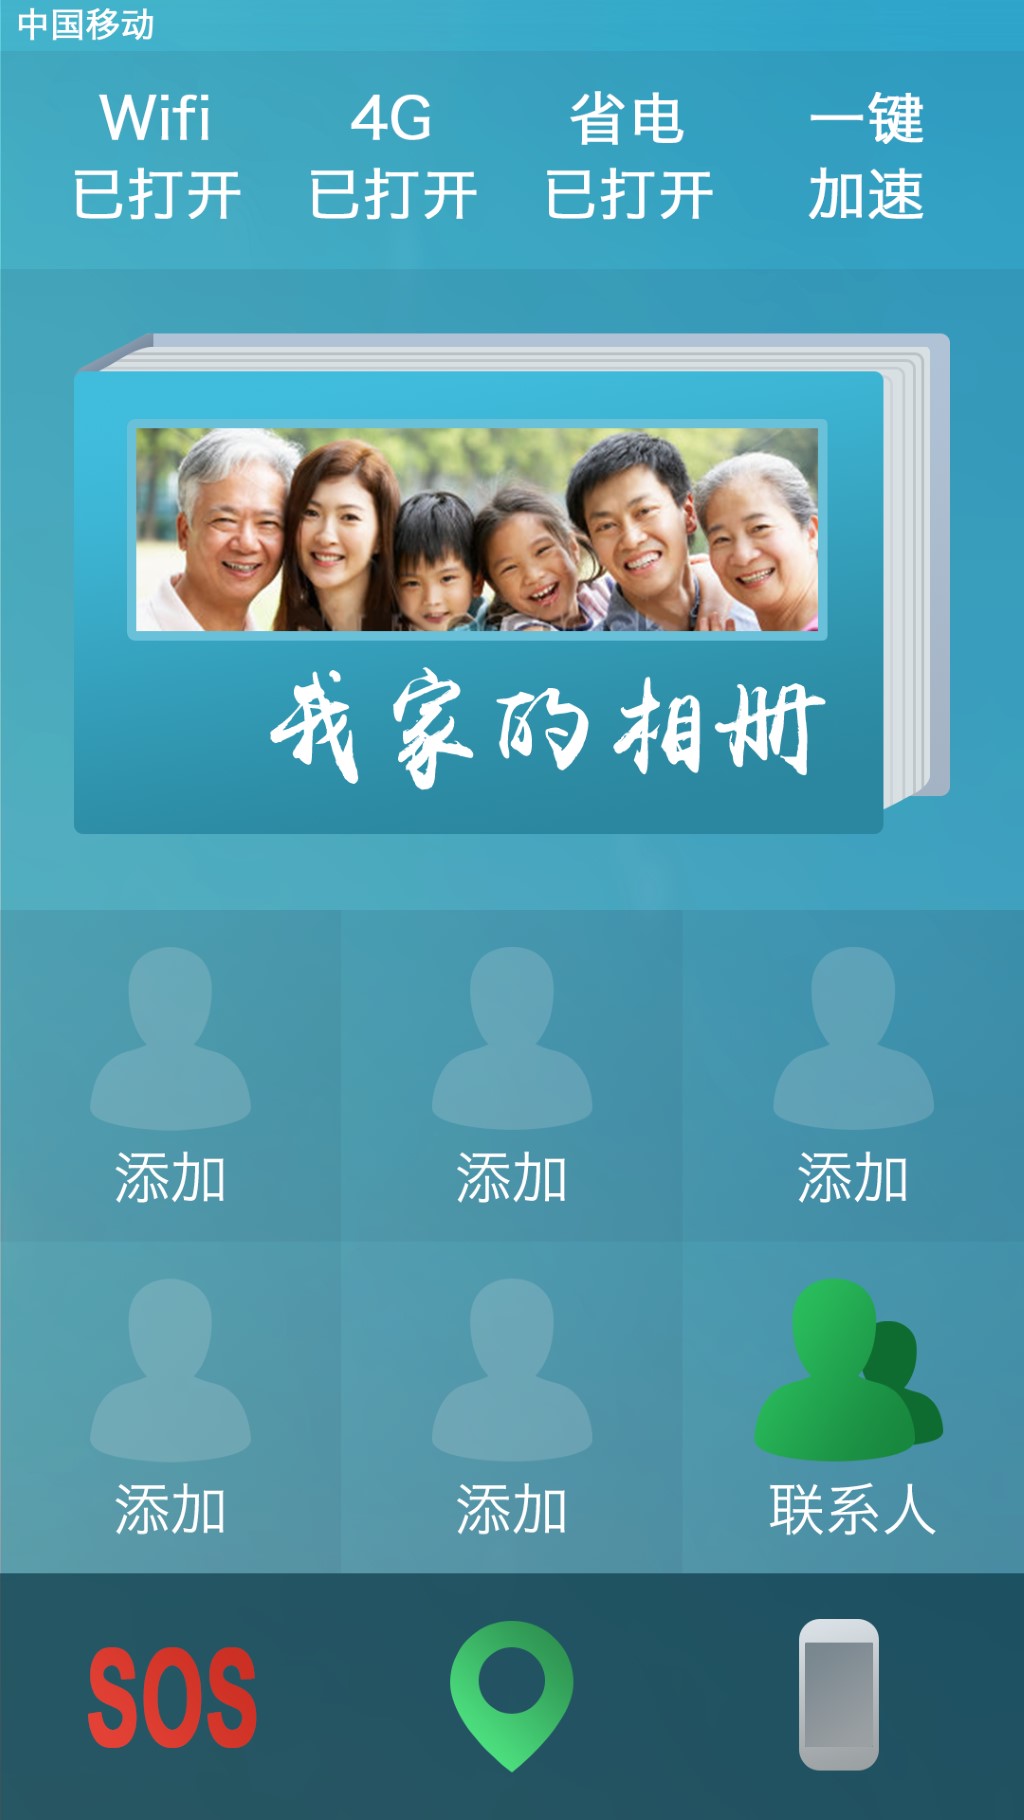 中国移动
Wifi 4G 省电 一键
已打开 已打开 已打开 加速
我家的相册
添加 添加 添加
添加 添加 联系人
SOS